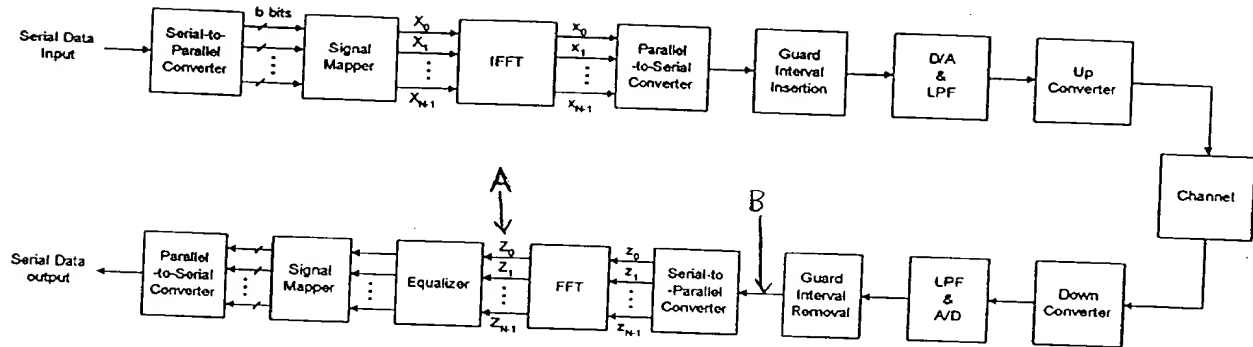 Serial Data
Input
Serial-to-
Parallel
Converter
b bits
Signal
Mapper
X0
X1
XN-1
IFFT
x0
x1
xN-1
Parallel
-to-Serial
Converter
Guard
Interval
Insertion
D/A
&
LPF
Up
Converter
Channel
A
B
Serial Data
output
Parallel
-to-Serial
Converter
Signal
Mapper
Equalizer
Z0
Z1
ZN-1
FFT
z0
z1
zN-1
Serial-to
-Parallel
Converter
Guard
Interval
Removal
LPF
&
A/D
Down
Converter